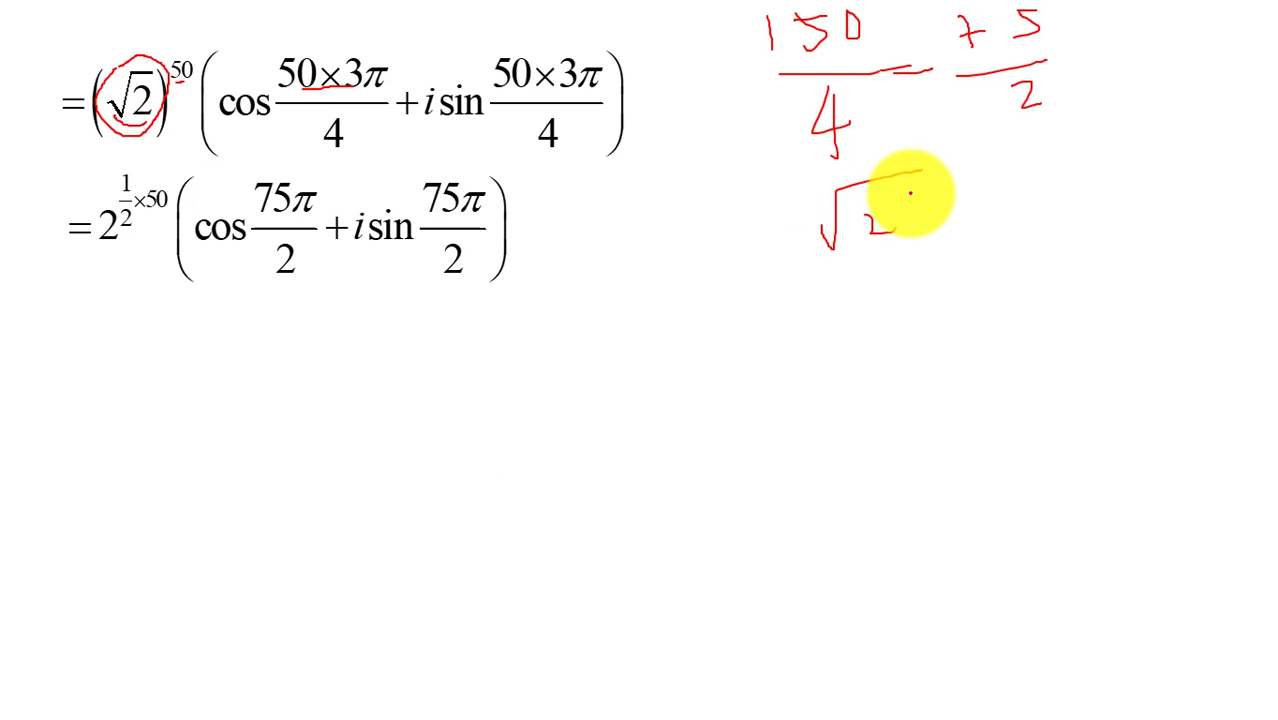 = (√2)^50 (cos 50×3π/4 + i sin 50×3π/4)
= 2^(1/2 ×50) (cos 75π/2 + i sin 75π/2)
150/4 = 75/2
√2